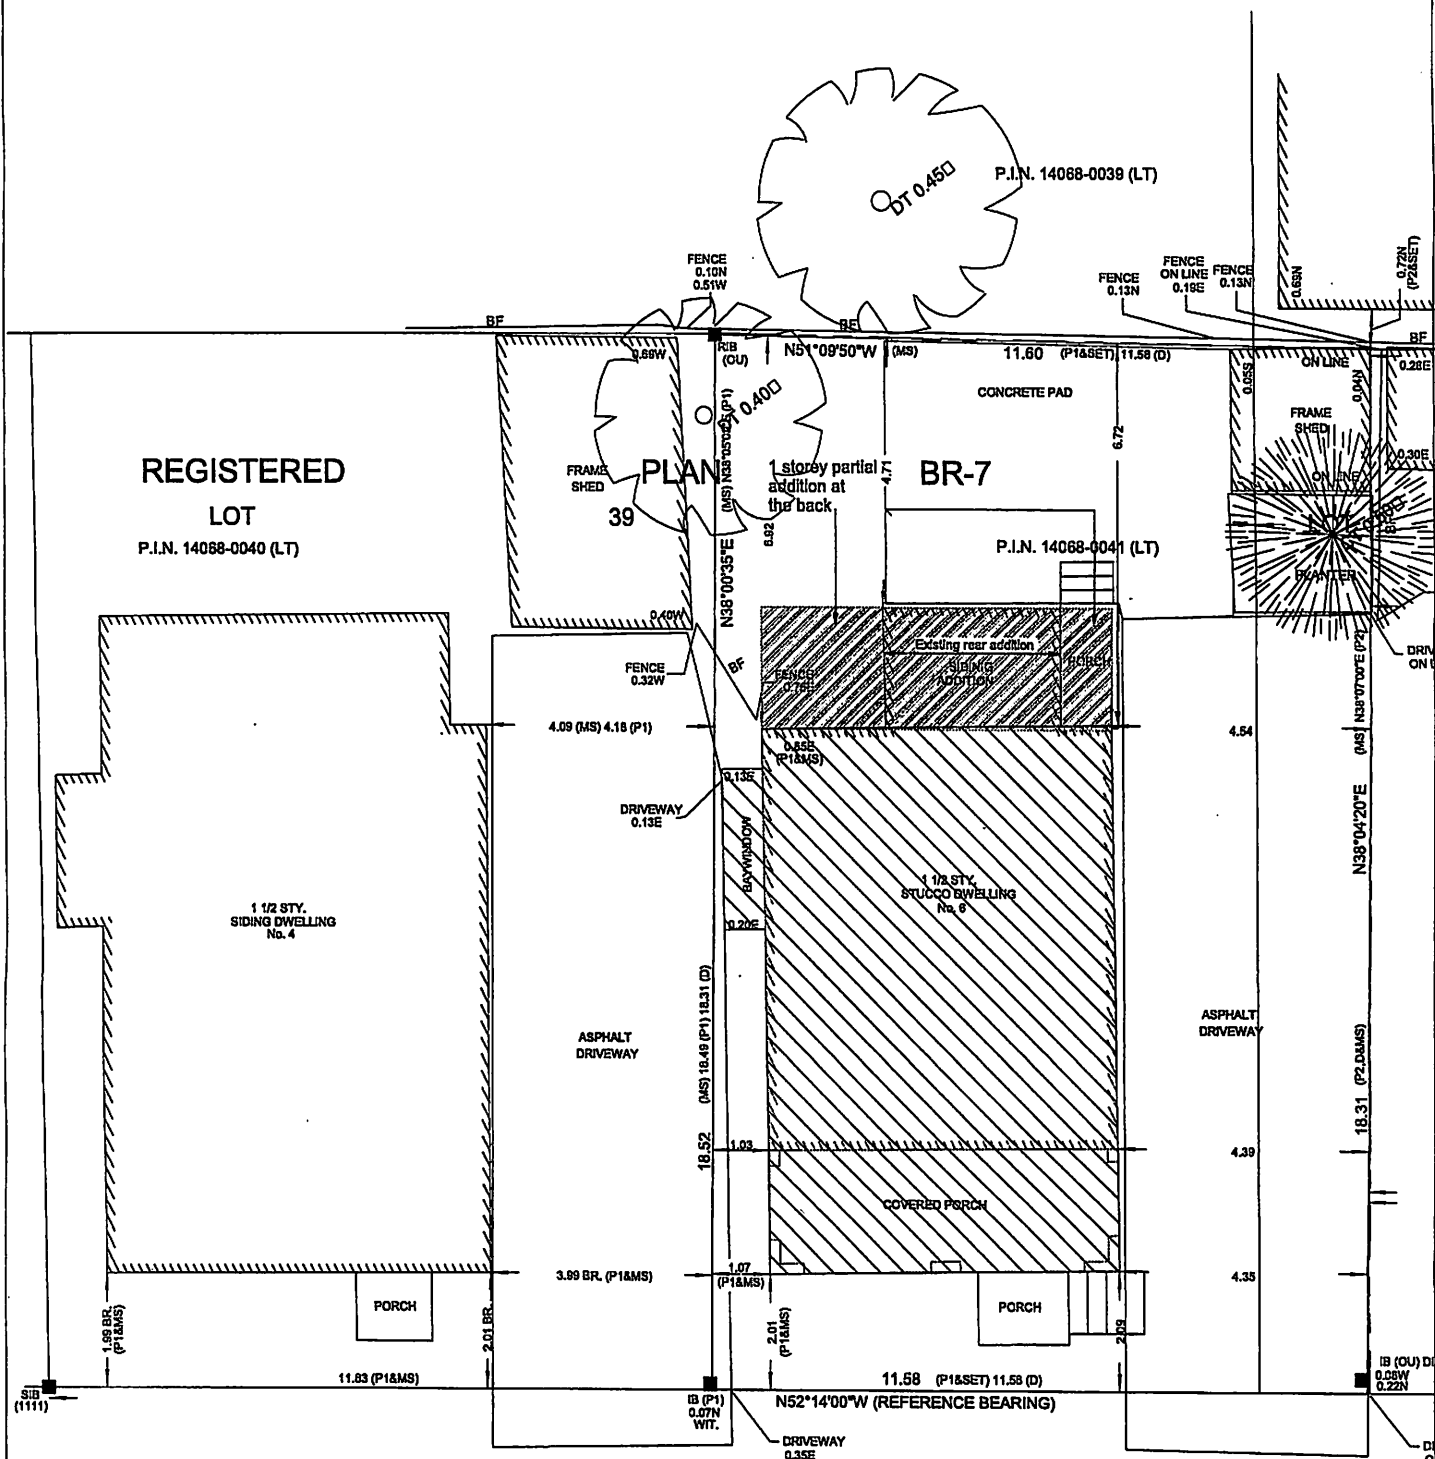 DT 0.45
P.I.N. 14068-0039 (LT)
FENCE
0.10N
0.51W
FENCE
0.13N
FENCE
ON LINE
0.19E
FENCE
0.13N
0.69N
0.72N
(P2&SET)
BF
BF
BF
0.69W
RIB
(OU)
N51°09'50"W (MS)
11.60 (P1&SET) 11.58 (D)
ON LINE
0.05S
0.04N
0.28E
CONCRETE PAD
0.40
FRAME
SHED
6.72
REGISTERED
PLAN
BR-7
FRAME
SHED
1 storey partial
addition at
the back
4.71
ON LINE
0.30E
LOT
39
P.I.N. 14068-0040 (LT)
P.I.N. 14068-0041 (LT)
6.92
N38°00'35"E
BF
PLANTER
0.40W
FENCE
0.32W
BF
Existing rear addition
SIDING
ADDITION
PORCH
FENCE
4.09 (MS) 4.18 (P1)
0.85E
(P1&MS)
4.54
(MS) N38°07'00"E (P2)
N38°04'20"E
0.13E
DRIVEWAY
0.13E
BAYWINDOW
0.20E
1 1/2 STY.
SIDING DWELLING
No. 4
1 1/2 STY.
STUCCO DWELLING
No. 6
ASPHALT
DRIVEWAY
ASPHALT
DRIVEWAY
18.52 (MS) 18.49 (P1) 18.31 (D)
18.31 (P2,D&MS)
1.03
4.39
COVERED PORCH
3.99 BR. (P1&MS)
1.07
(P1&MS)
4.35
PORCH
PORCH
1.99 BR.
(P1&MS)
2.01 BR.
2.01
(P1&MS)
2.09
11.63 (P1&MS)
11.58 (P1&SET) 11.58 (D)
SIB
(1111)
IB (P1)
0.07N
WIT.
N52°14'00"W (REFERENCE BEARING)
IB (OU)
0.08W
0.22N
DRIVEWAY
0.35E